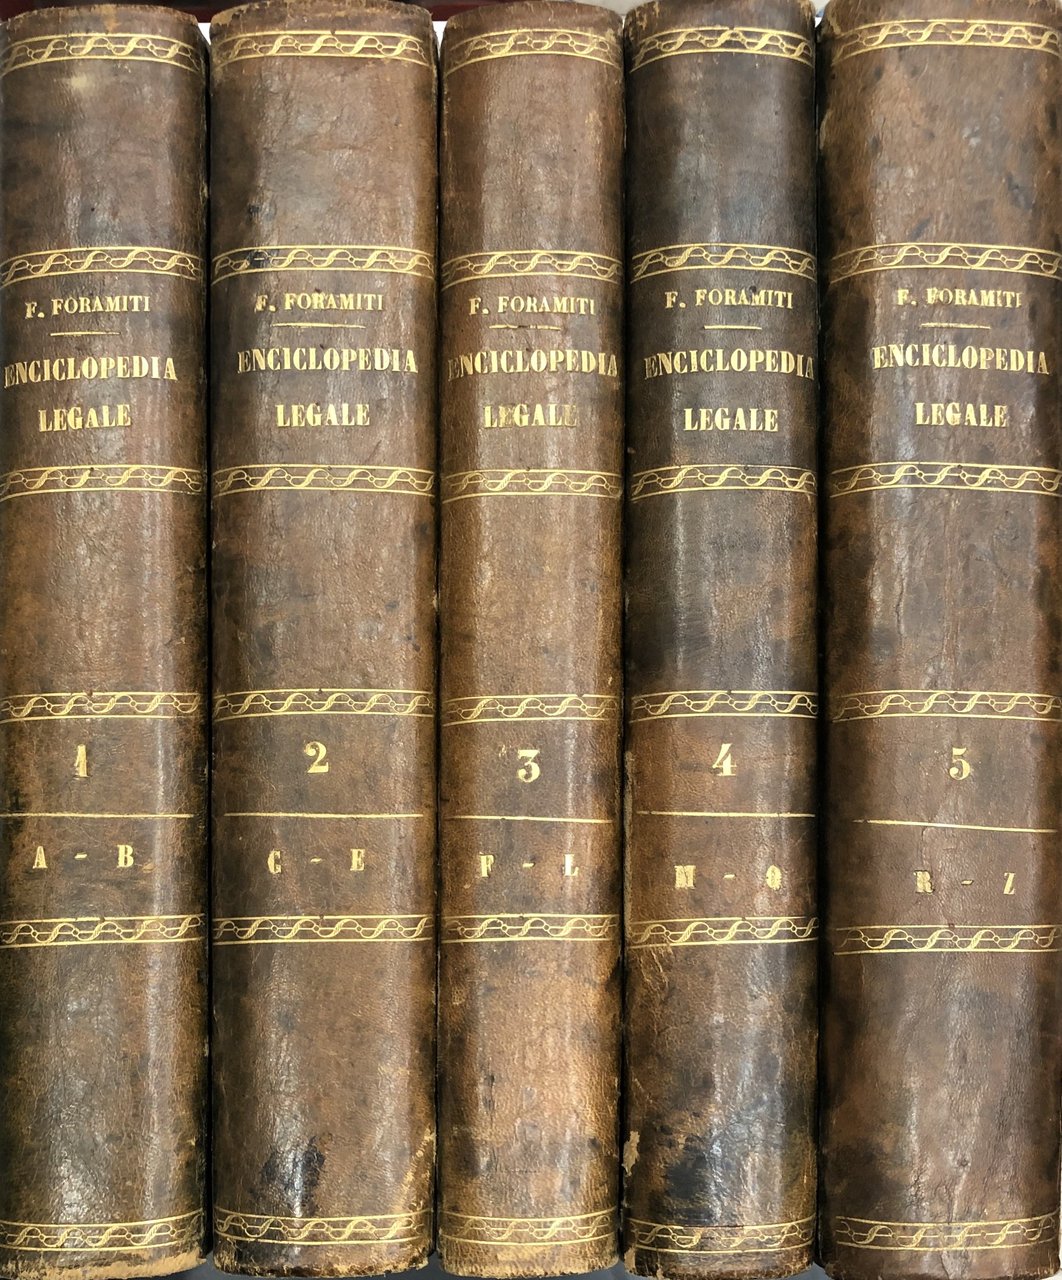 F. FORAMITI
ENCICLOPEDIA
LEGALE
1
A - B
F. FORAMITI
ENCICLOPEDIA
LEGALE
2
C - E
F. FORAMITI
ENCICLOPEDIA
LEGALE
3
F - L
F. FORAMITI
ENCICLOPEDIA
LEGALE
4
M - Q
F. FORAMITI
ENCICLOPEDIA
LEGALE
5
R - Z